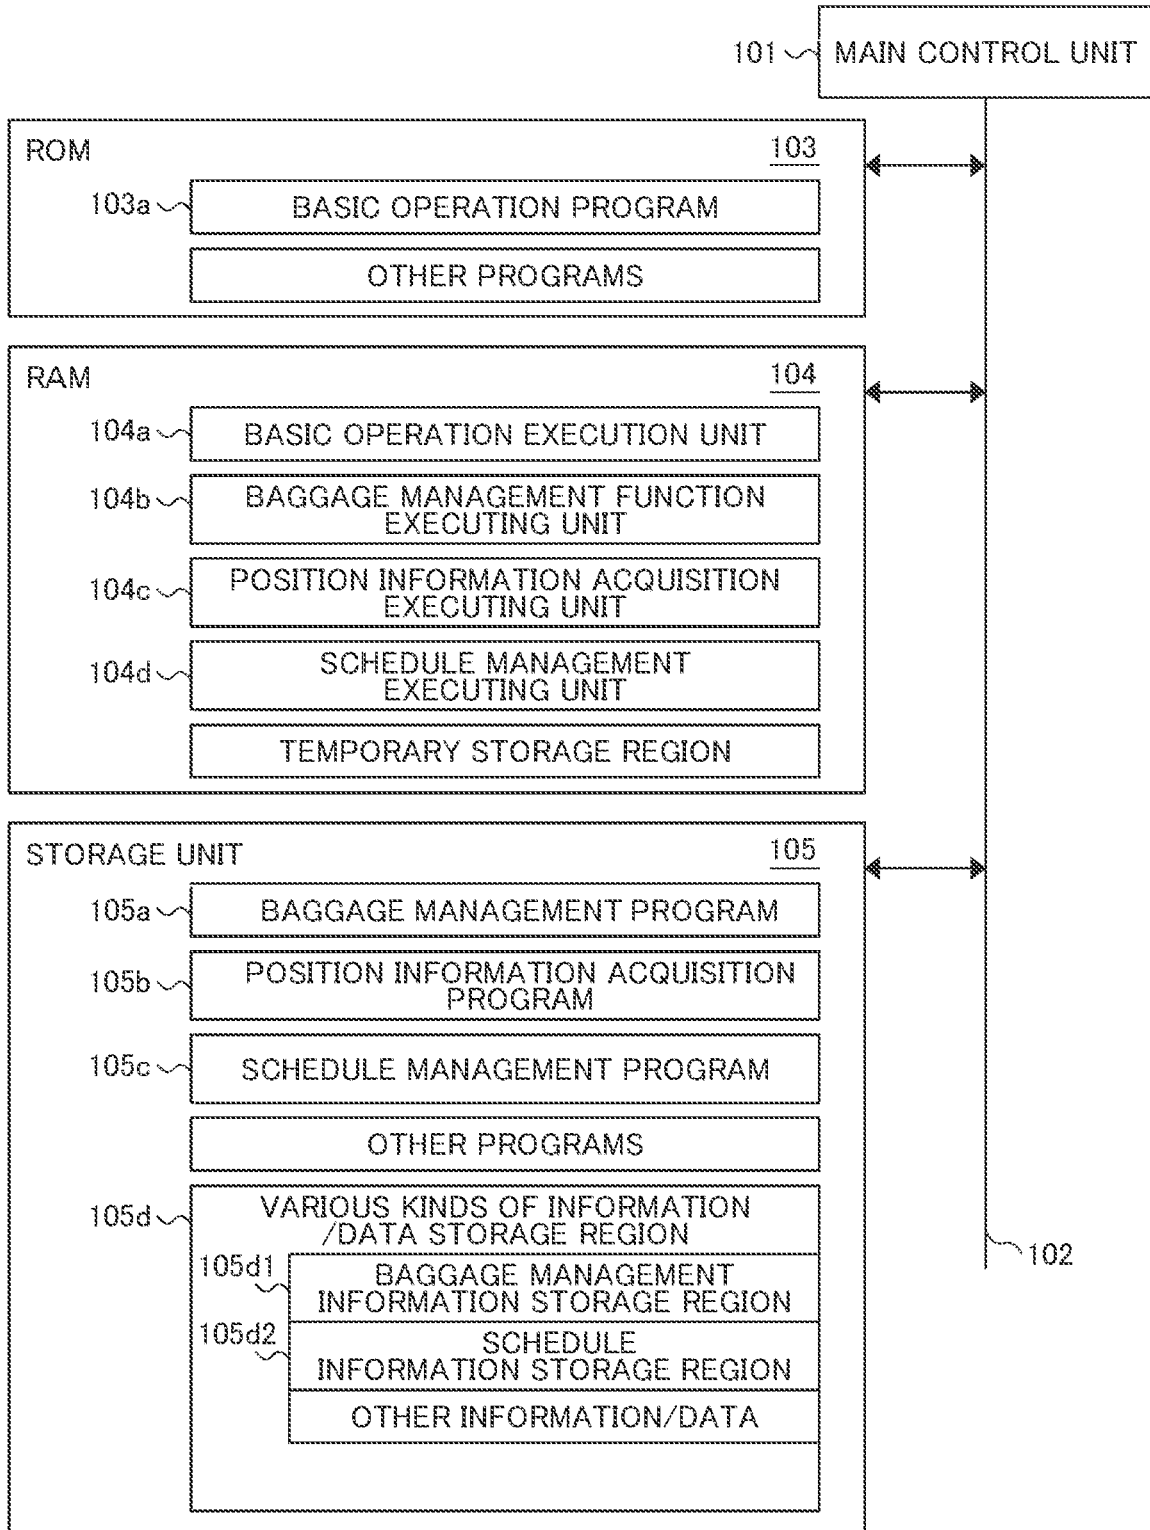 101 MAIN CONTROL UNIT
ROM 103
103a BASIC OPERATION PROGRAM
OTHER PROGRAMS
RAM 104
104a BASIC OPERATION EXECUTION UNIT
104b BAGGAGE MANAGEMENT FUNCTION
EXECUTING UNIT
104c POSITION INFORMATION ACQUISITION
EXECUTING UNIT
104d SCHEDULE MANAGEMENT
EXECUTING UNIT
TEMPORARY STORAGE REGION
STORAGE UNIT 105
105a BAGGAGE MANAGEMENT PROGRAM
105b POSITION INFORMATION ACQUISITION
PROGRAM
105c SCHEDULE MANAGEMENT PROGRAM
OTHER PROGRAMS
105d VARIOUS KINDS OF INFORMATION
/DATA STORAGE REGION
105d1 BAGGAGE MANAGEMENT
INFORMATION STORAGE REGION
105d2 SCHEDULE
INFORMATION STORAGE REGION
OTHER INFORMATION/DATA
102